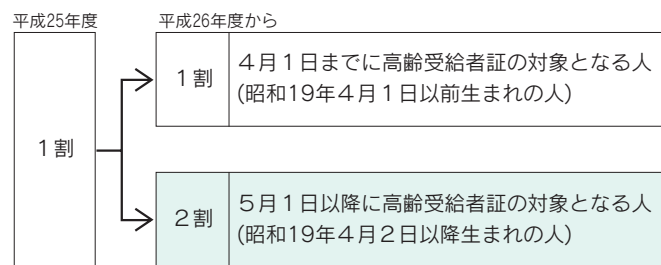 平成25年度
平成26年度から
1割
1割
４月１日までに高齢受給者証の対象となる人
(昭和19年４月１日以前生まれの人)
2割
５月１日以降に高齢受給者証の対象となる人
(昭和19年４月２日以降生まれの人)